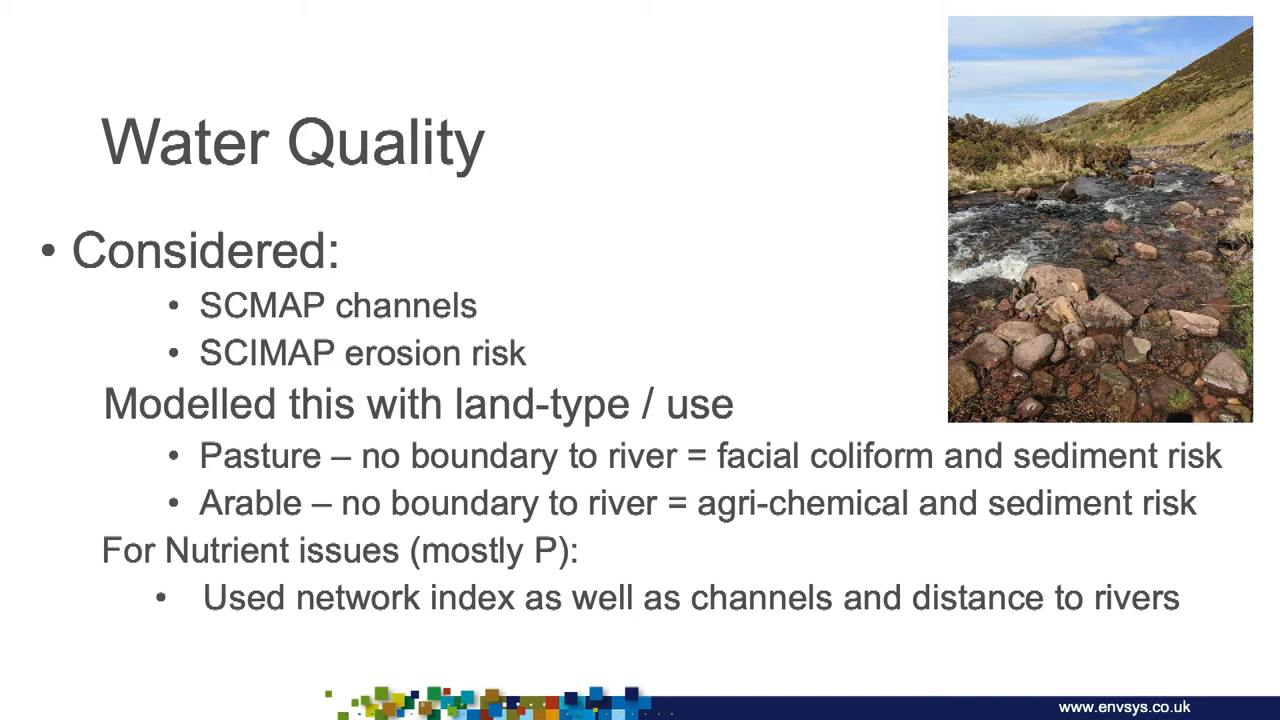 Water Quality
• Considered:
• SCMAP channels
• SCIMAP erosion risk
Modelled this with land-type / use
• Pasture – no boundary to river = facial coliform and sediment risk
• Arable – no boundary to river = agri-chemical and sediment risk
For Nutrient issues (mostly P):
• Used network index as well as channels and distance to rivers
www.envsys.co.uk